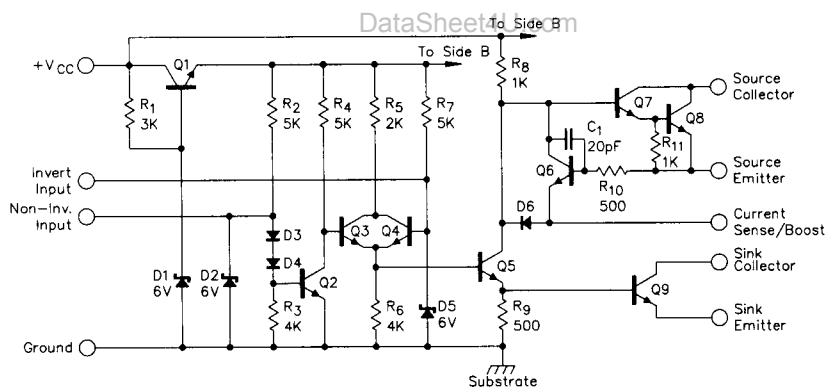 DataSheet4U.com
To Side B
+VCC
Q1
To Side B
R8
1K
R1
3K
R2
5K
R4
5K
R5
2K
R7
5K
Q7
Q8
Source
Collector
C1
20pF
R11
1K
Invert
Input
Q6
R10
500
Source
Emitter
Non-Inv.
Input
D3
D4
Q3
Q4
D6
Current
Sense/Boost
D1
6V
D2
6V
Q2
Q5
Sink
Collector
R3
4K
R6
4K
D5
6V
R9
500
Q9
Sink
Emitter
Ground
Substrate